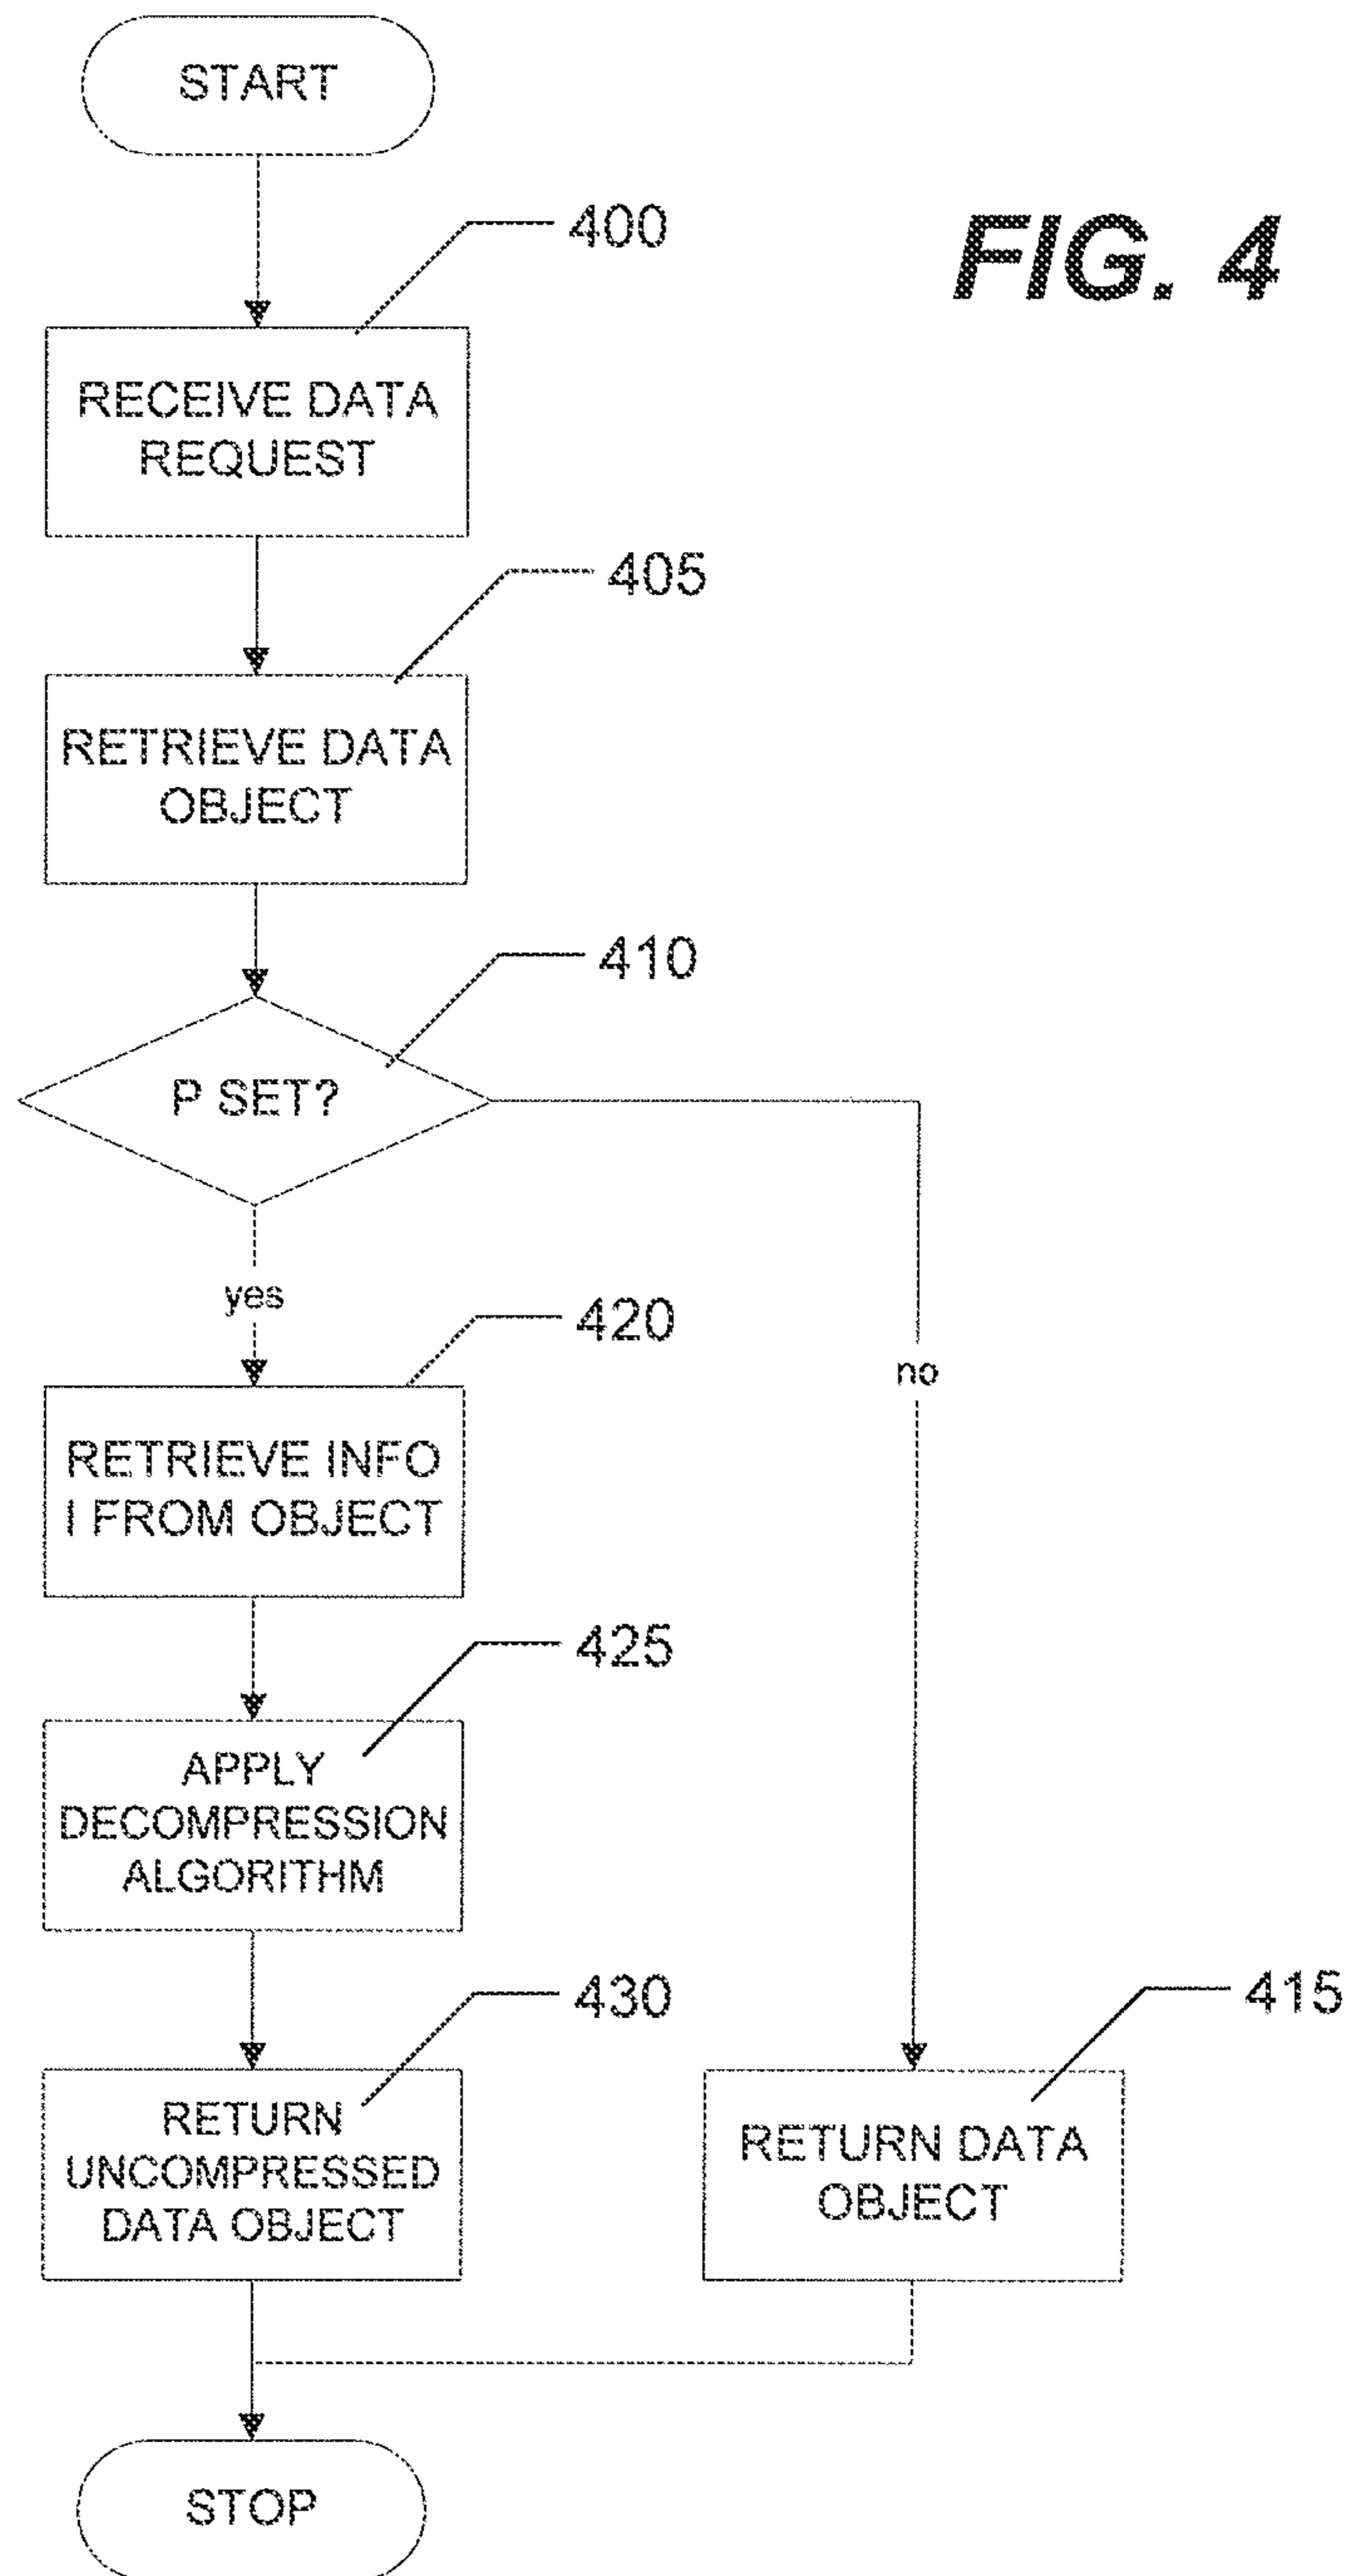 START
400
FIG. 4
RECEIVE DATA
REQUEST
405
RETRIEVE DATA
OBJECT
410
P SET?
yes
420
no
RETRIEVE INFO
I FROM OBJECT
425
APPLY
DECOMPRESSION
ALGORITHM
430
415
RETURN
UNCOMPRESSED
DATA OBJECT
RETURN DATA
OBJECT
STOP